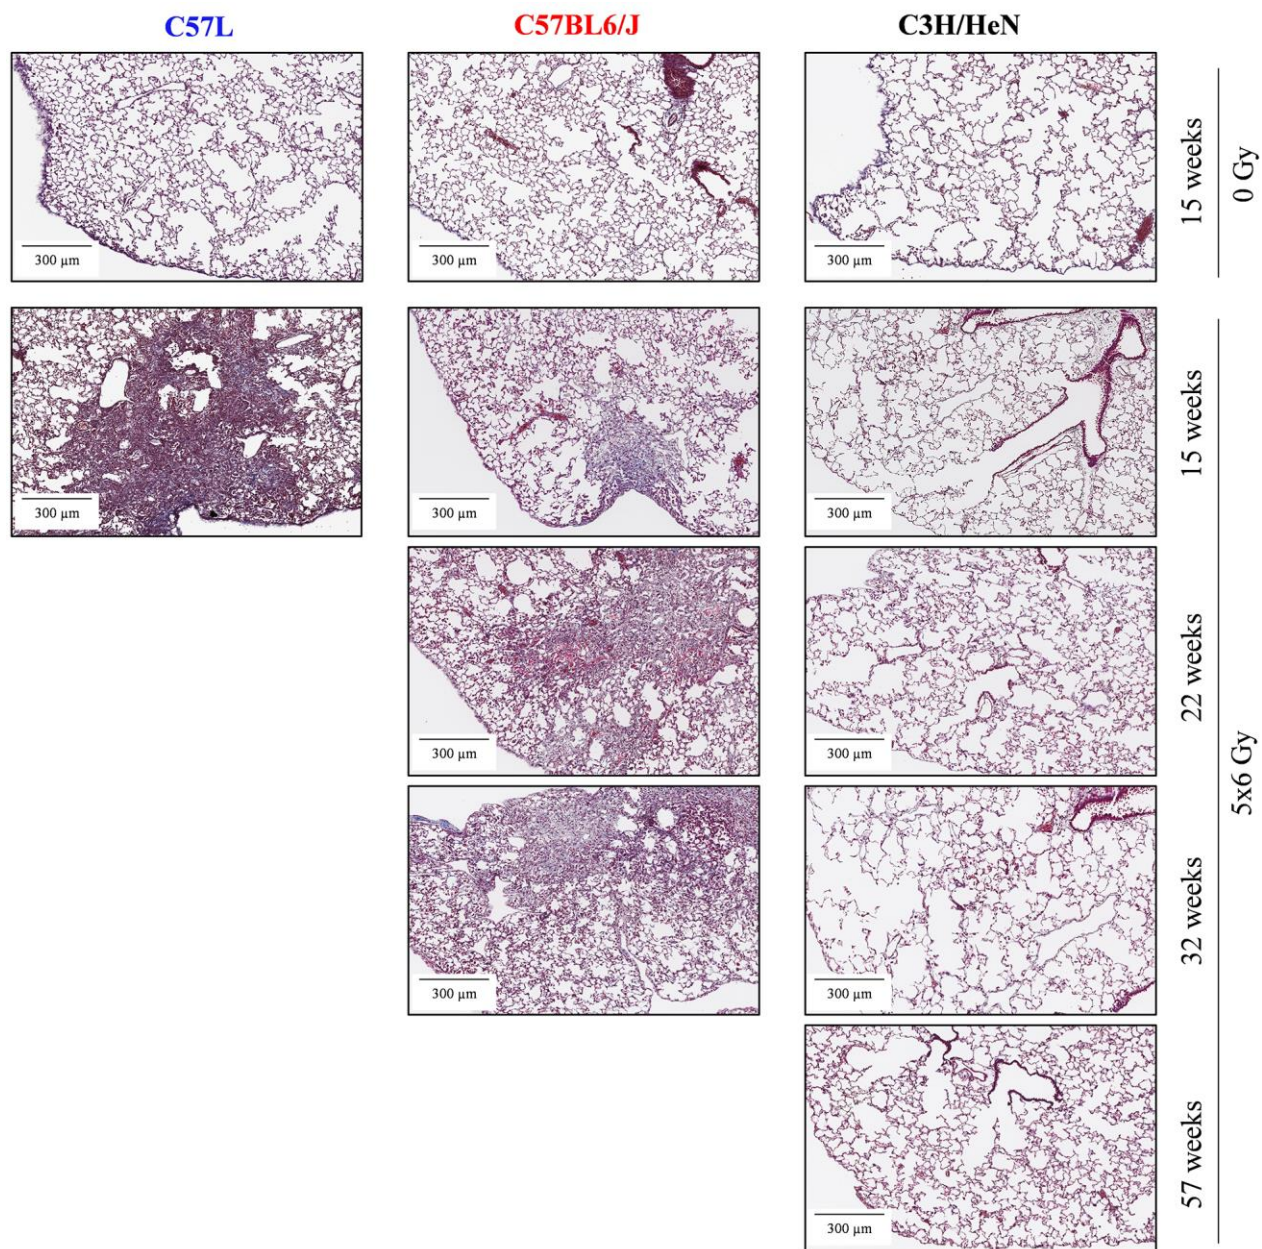 C57L C57BL6/J C3H/HeN
300 µm 300 µm 300 µm 15 weeks 0 Gy
300 µm 300 µm 300 µm 15 weeks
300 µm 300 µm 22 weeks
5x6 Gy
300 µm 300 µm 32 weeks
300 µm 57 weeks